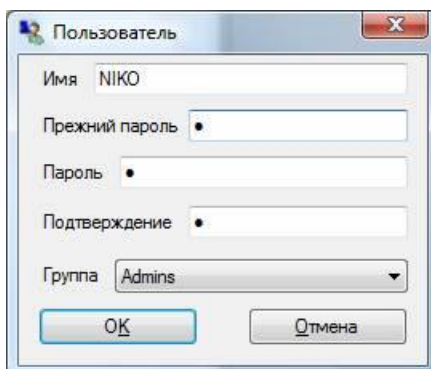 Пользователь
Имя NIKO
Прежний пароль •
Пароль •
Подтверждение •
Группа Admins
OK Отмена